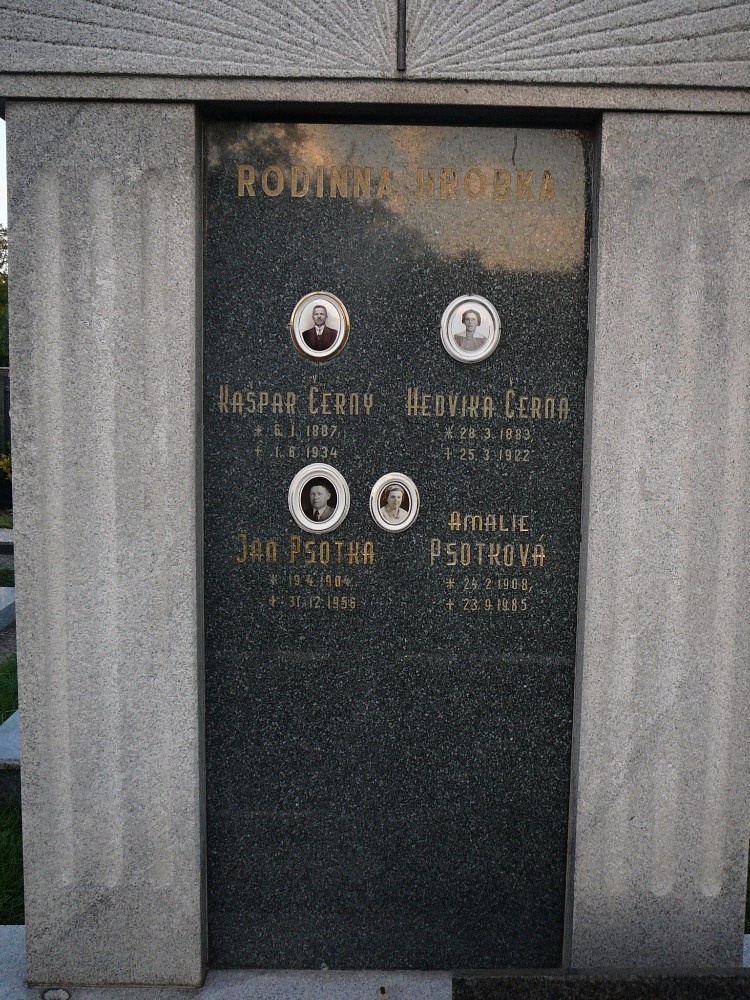 RODINNÁ HROBKA
KAŠPAR ČERNÝ
* 6.1.1887,
+ 1.6.1934
HEDVIKA ČERNÁ
* 28.3.1883,
+ 25.3.1922
JAN PSOTKA
* 19.4.1904,
+ 31.12.1956
AMALIE
PSOTKOVÁ
* 24.2.1908,
+ 23.9.1985